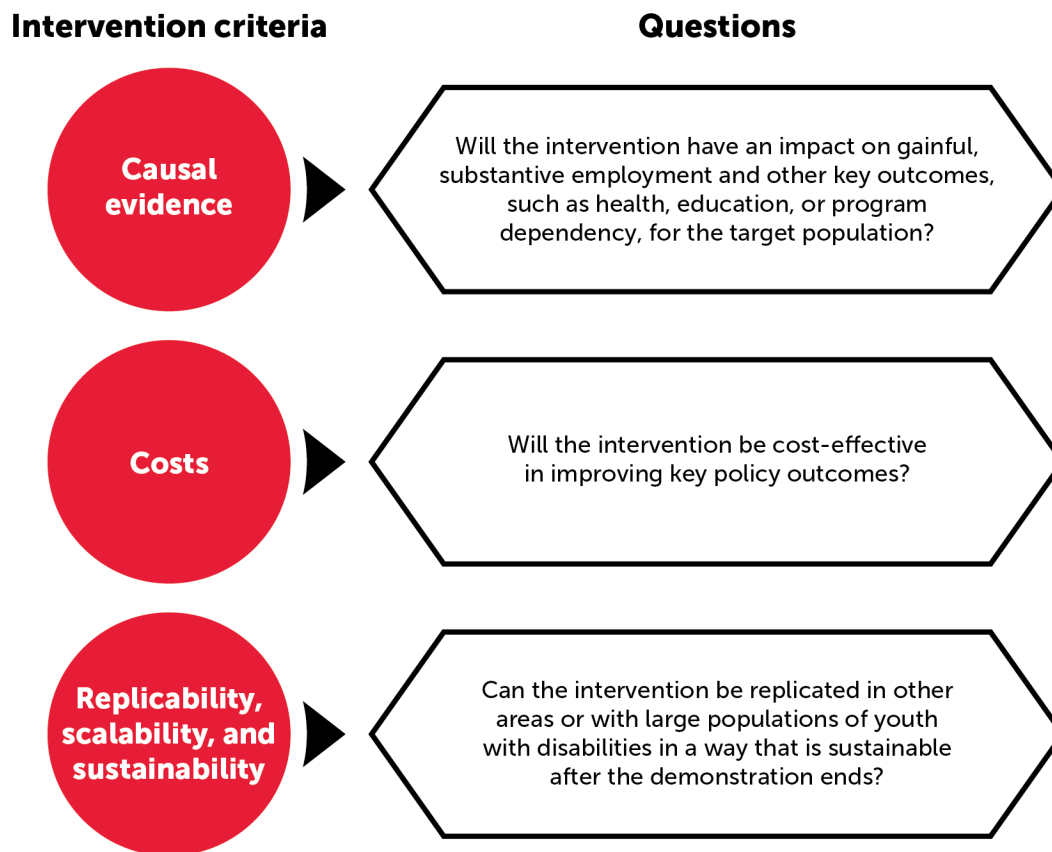 Intervention criteria
Questions
Causal
evidence
Will the intervention have an impact on gainful,
substantive employment and other key outcomes,
such as health, education, or program
dependency, for the target population?
Costs
Will the intervention be cost-effective
in improving key policy outcomes?
Replicability,
scalability, and
sustainability
Can the intervention be replicated in other
areas or with large populations of youth
with disabilities in a way that is sustainable
after the demonstration ends?